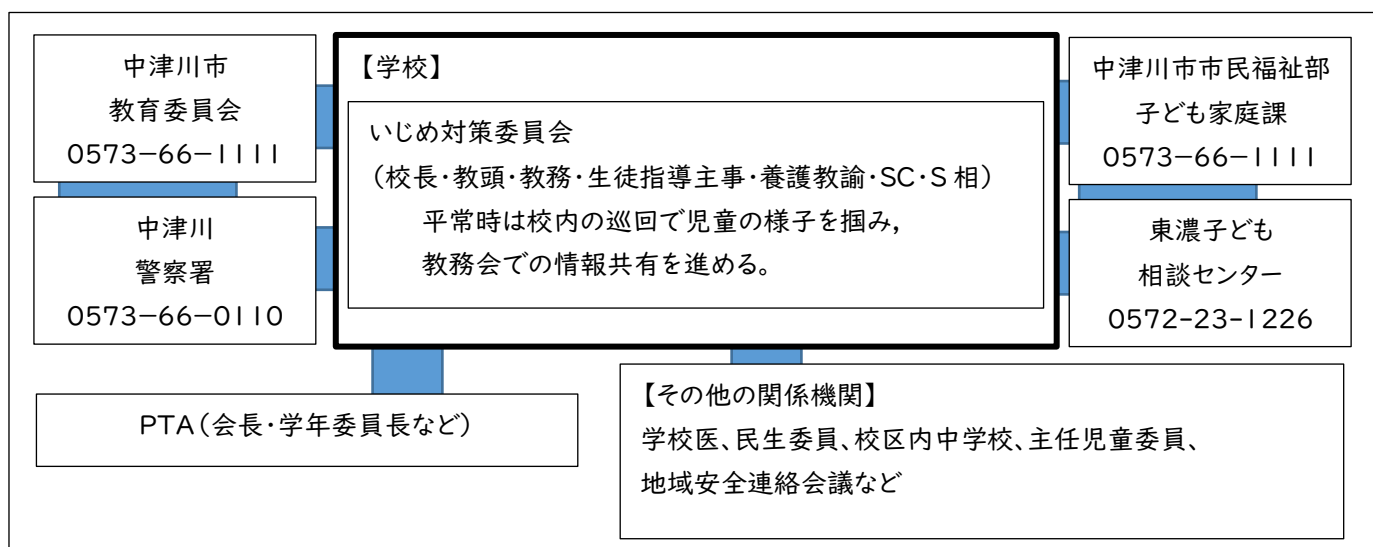 中津川市
教育委員会
0573−66−1111
中津川
警察署
0573−66−0110
【学校】
いじめ対策委員会
（校長・教頭・教務・生徒指導主事・養護教諭・SC・S相）
平常時は校内の巡回で児童の様子を掴み，
教務会での情報共有を進める。
中津川市市民福祉部
子ども家庭課
0573−66−1111
東濃子ども
相談センター
0572-23-1226
PTA（会長・学年委員長など）
【その他の関係機関】
学校医、民生委員、校区内中学校、主任児童委員、
地域安全連絡会議など